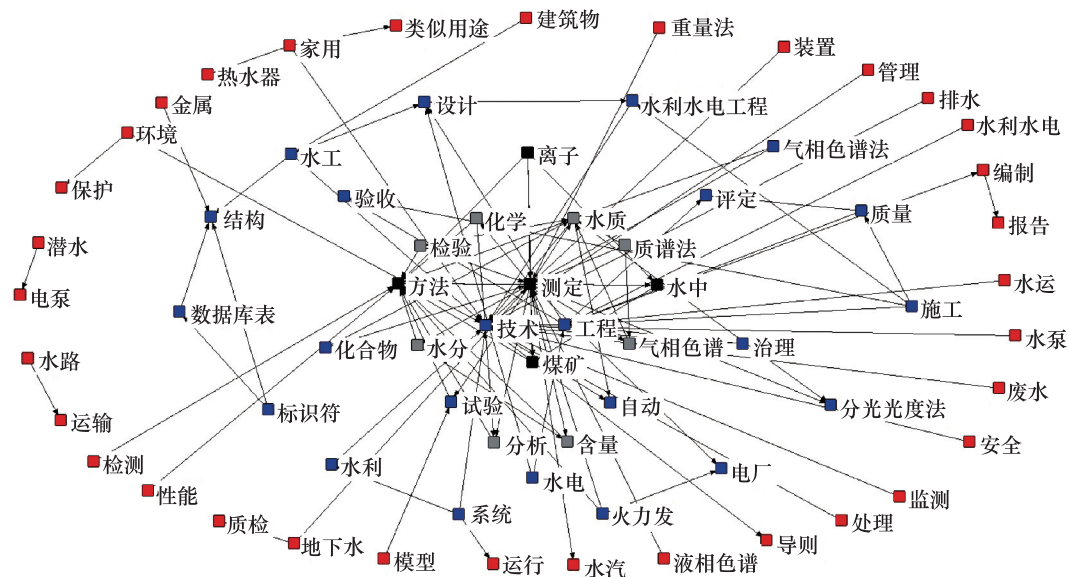 类似用途
建筑物
重量法
家用
装置
热水器
管理
金属
设计
水利水电工程
排水
环境
水利水电
水工
离子
气相色谱法
编制
保护
验收
评定
结构
化学
水质
质量
报告
潜水
检验
质谱法
电泵
方法
测定
水中
水运
数据库表
技术
工程
施工
化合物
水分
气相色谱
治理
水泵
水路
煤矿
废水
运输
标识符
试验
自动
分光光度法
检测
分析
含量
安全
性能
水利
水电
电厂
质检
系统
火力发
监测
地下水
处理
模型
运行
水汽
液相色谱
导则